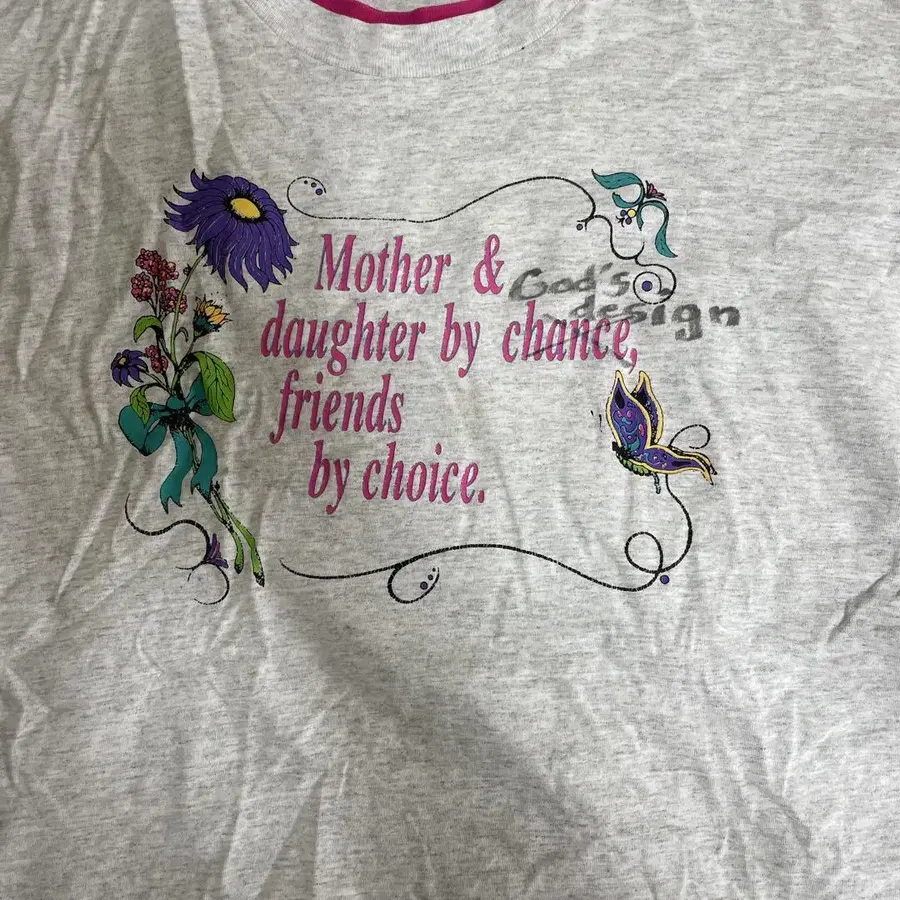 Mother &
God's
design
daughter by chance,
friends
by choice.